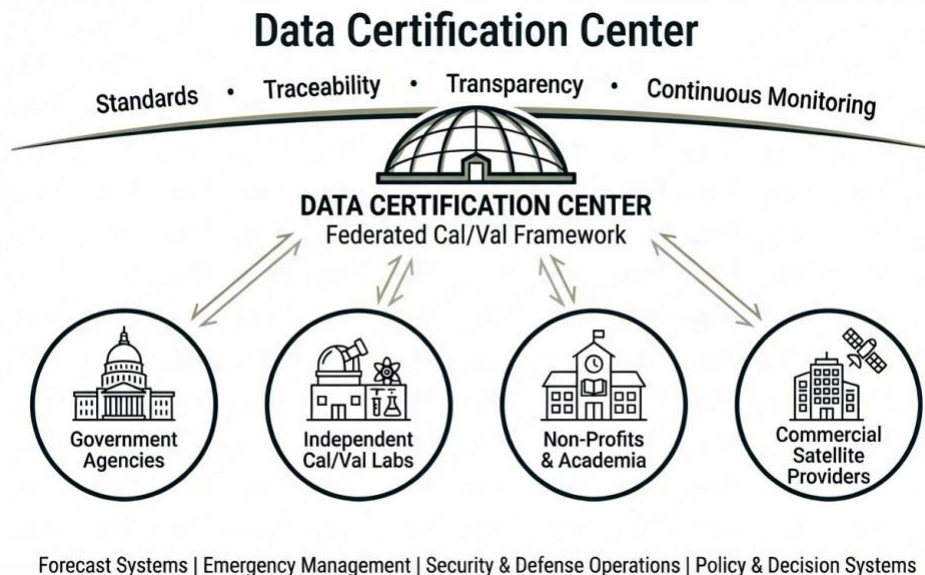 Data Certification Center
Standards • Traceability • Transparency • Continuous Monitoring
DATA CERTIFICATION CENTER
Federated Cal/Val Framework
Government
Agencies
Independent
Cal/Val Labs
Non-Profits
& Academia
Commercial
Satellite
Providers
Forecast Systems | Emergency Management | Security & Defense Operations | Policy & Decision Systems